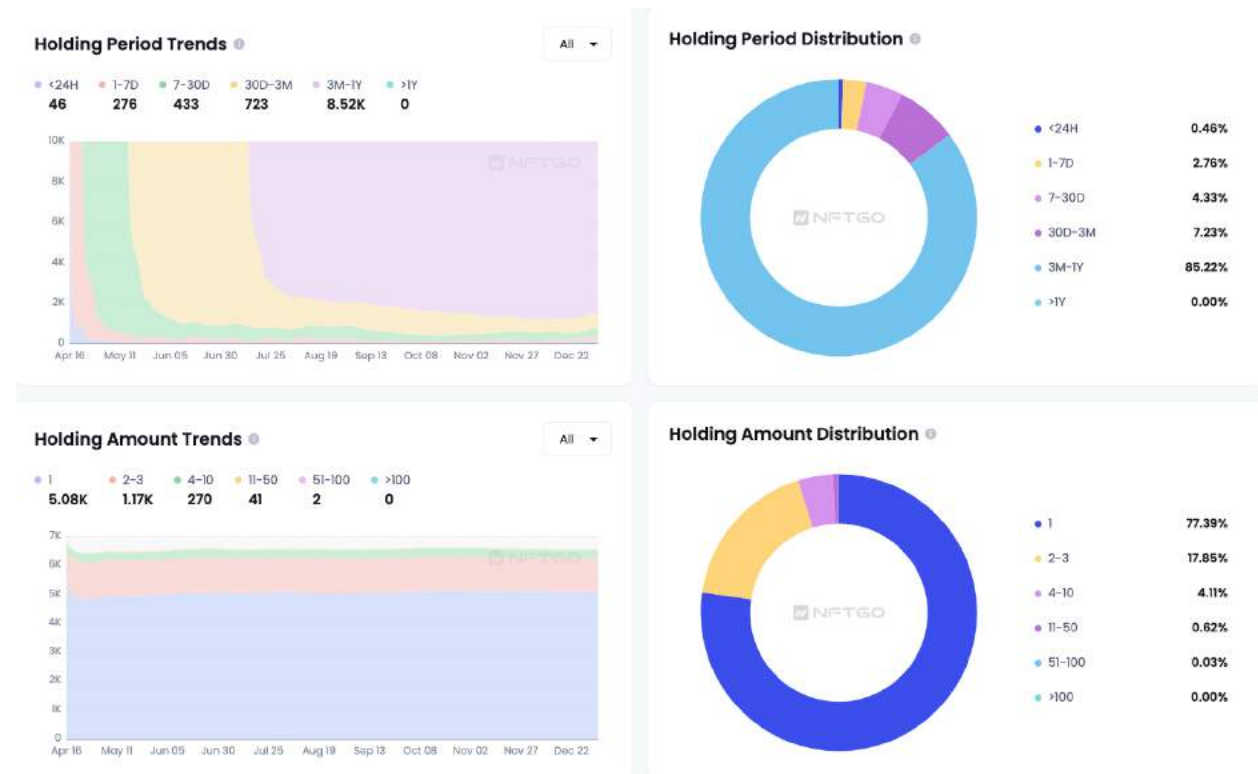 Holding Period Trends
All
<24H 1-7D 7-30D 30D-3M 3M-1Y >1Y
46 276 433 723 8.52K 0
10K
8K
6K
4K
2K
0
Apr 16 May 11 Jun 05 Jun 30 Jul 25 Aug 19 Sep 13 Oct 08 Nov 02 Nov 27 Dec 22
NFTGO
Holding Period Distribution
NFTGO
<24H 0.46%
1-7D 2.76%
7-30D 4.33%
30D-3M 7.23%
3M-1Y 85.22%
>1Y 0.00%
Holding Amount Trends
All
1 2-3 4-10 11-50 51-100 >100
5.08K 1.17K 270 41 2 0
7K
6K
5K
4K
3K
2K
1K
0
Apr 16 May 11 Jun 05 Jun 30 Jul 25 Aug 19 Sep 13 Oct 08 Nov 02 Nov 27 Dec 22
NFTGO
Holding Amount Distribution
NFTGO
1 77.39%
2-3 17.85%
4-10 4.11%
11-50 0.62%
51-100 0.03%
>100 0.00%